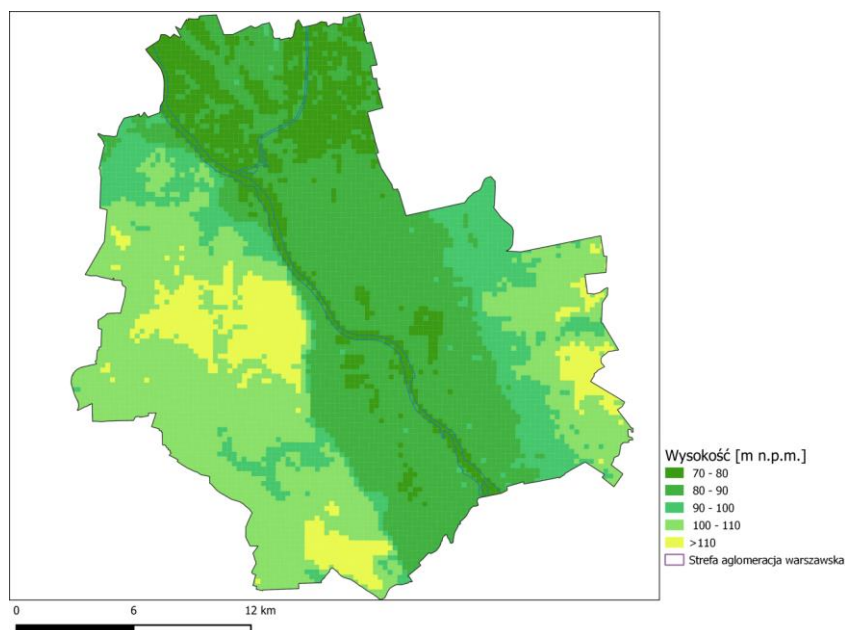 Wysokość [m n.p.m.]
70 - 80
80 - 90
90 - 100
100 - 110
>110
Strefa aglomeracja warszawska
0 6 12 km